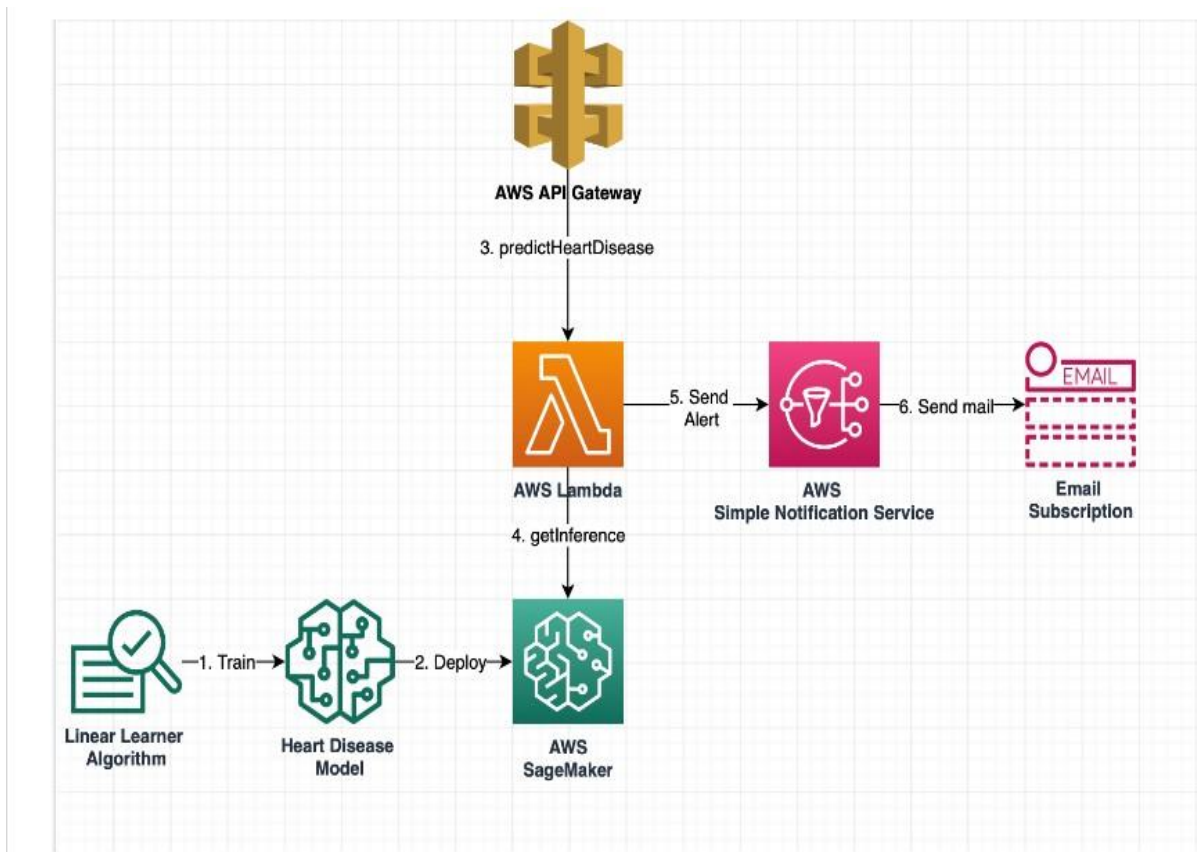 AWS API Gateway
3. predictHeartDisease
EMAIL
5. Send
Alert
6. Send mail
AWS Lambda
AWS
Simple Notification Service
Email
Subscription
4. getInference
1. Train
2. Deploy
Linear Learner
Algorithm
Heart Disease
Model
AWS
SageMaker